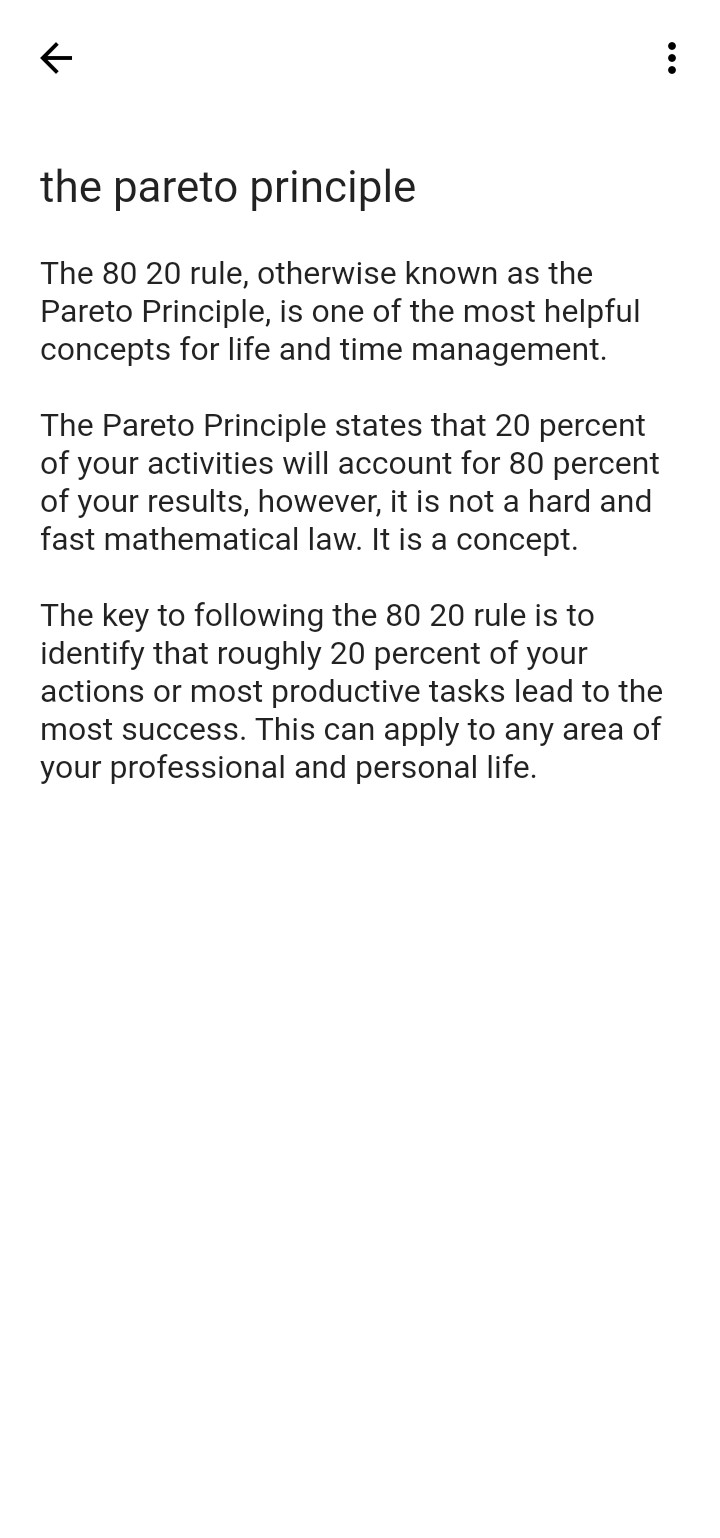 the pareto principle
The 80 20 rule, otherwise known as the
Pareto Principle, is one of the most helpful
concepts for life and time management.
The Pareto Principle states that 20 percent
of your activities will account for 80 percent
of your results, however, it is not a hard and
fast mathematical law. It is a concept.
The key to following the 80 20 rule is to
identify that roughly 20 percent of your
actions or most productive tasks lead to the
most success. This can apply to any area of
your professional and personal life.